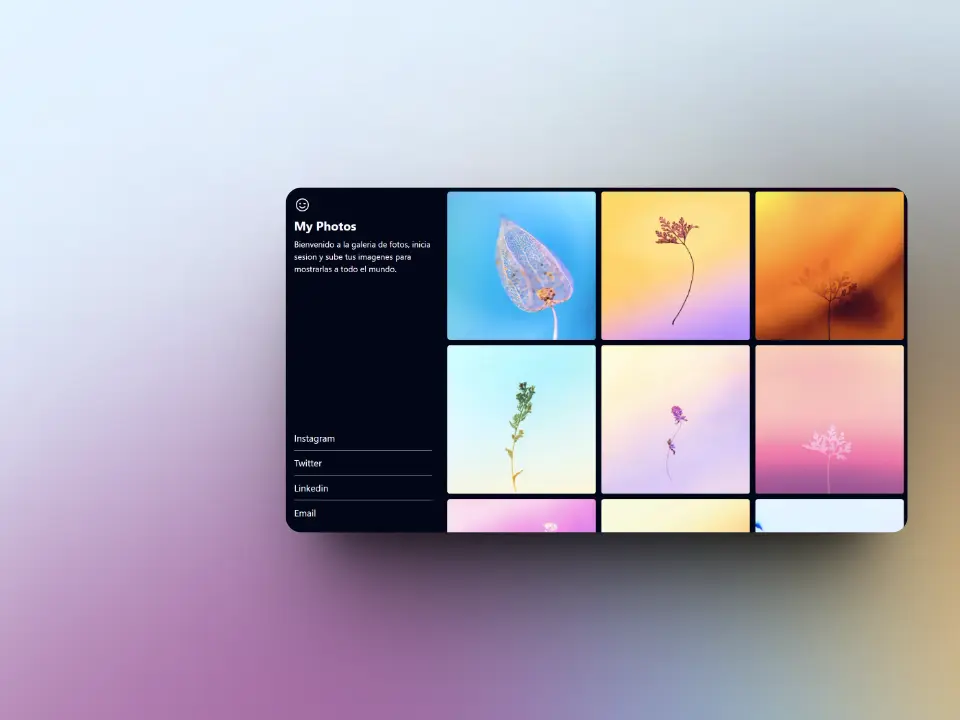 My Photos
Bienvenido a la galeria de fotos, inicia
sesion y sube tus imagenes para
mostrarlas a todo el mundo.
Instagram
Twitter
Linkedin
Email